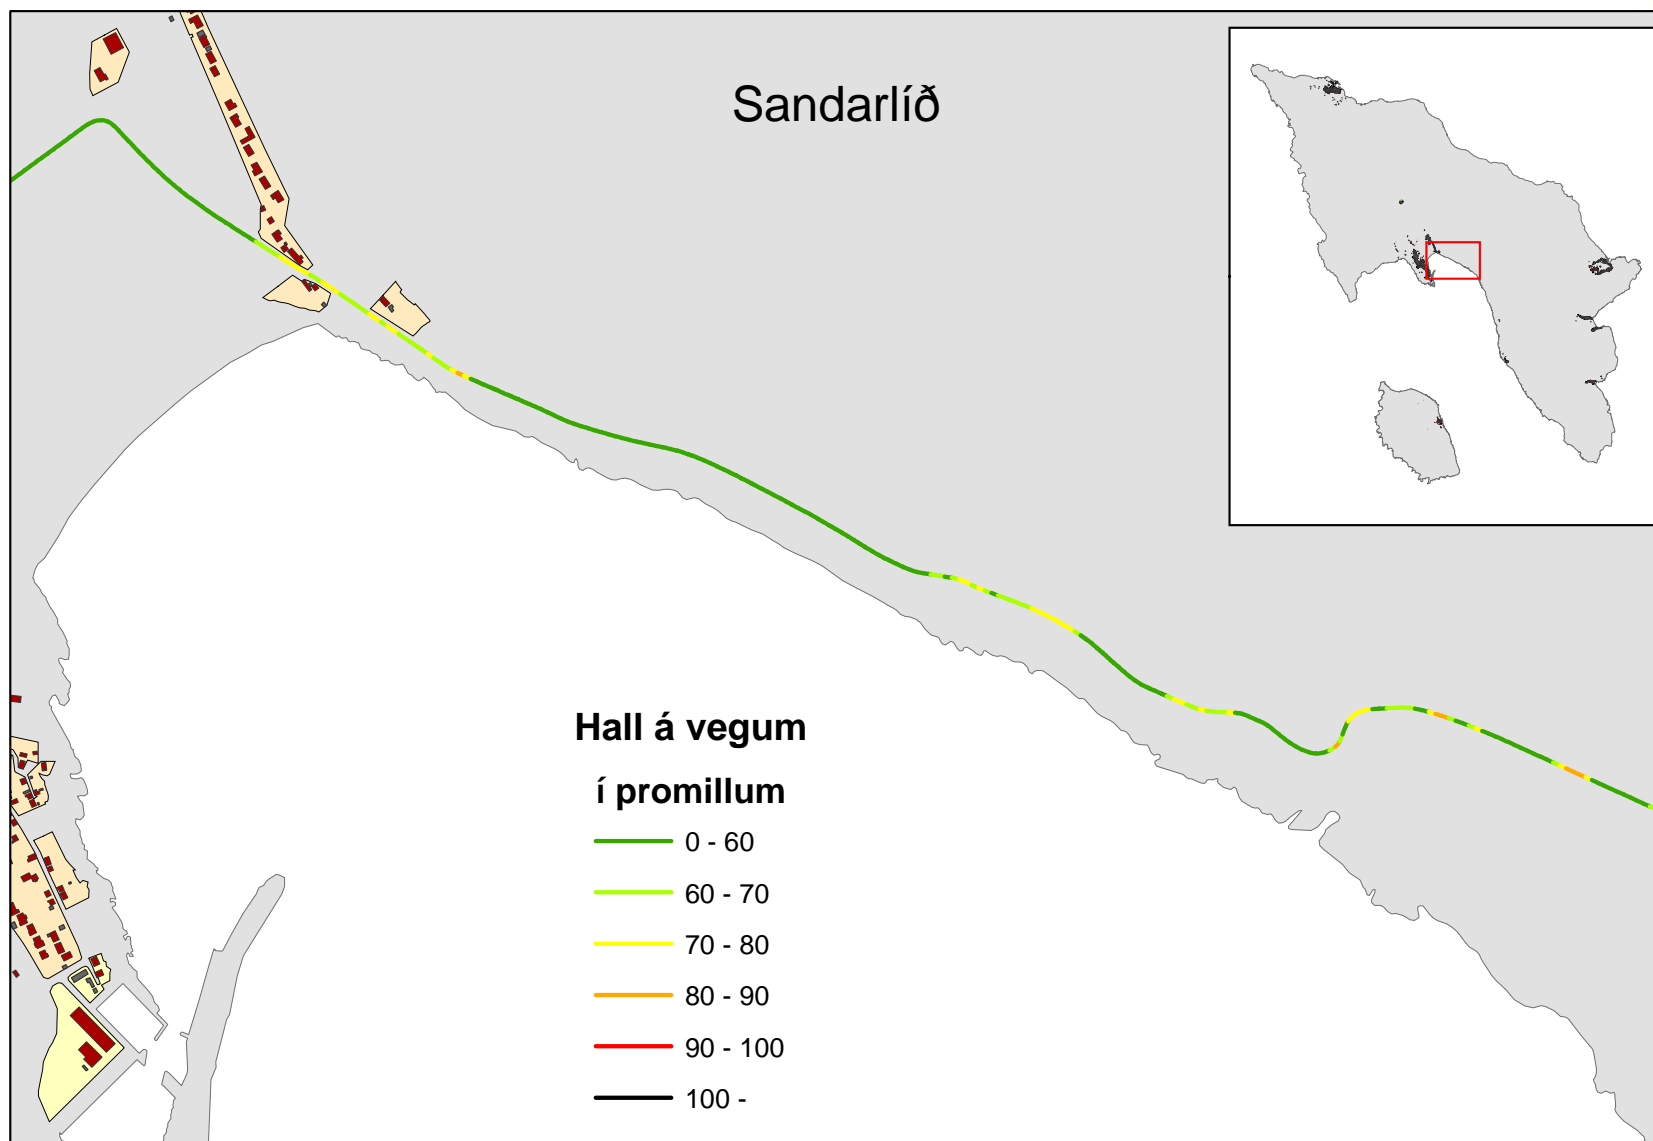 Sandarlíð
Hall á vegum
í promillum
0 - 60
60 - 70
70 - 80
80 - 90
90 - 100
100 -